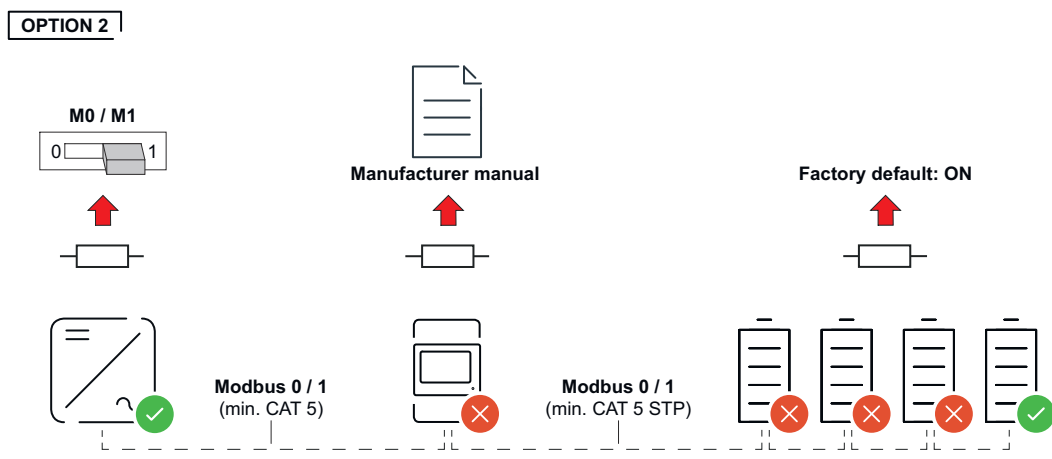 OPTION 2
M0 / M1
0 1
Manufacturer manual
Factory default: ON
Modbus 0 / 1
(min. CAT 5)
Modbus 0 / 1
(min. CAT 5 STP)